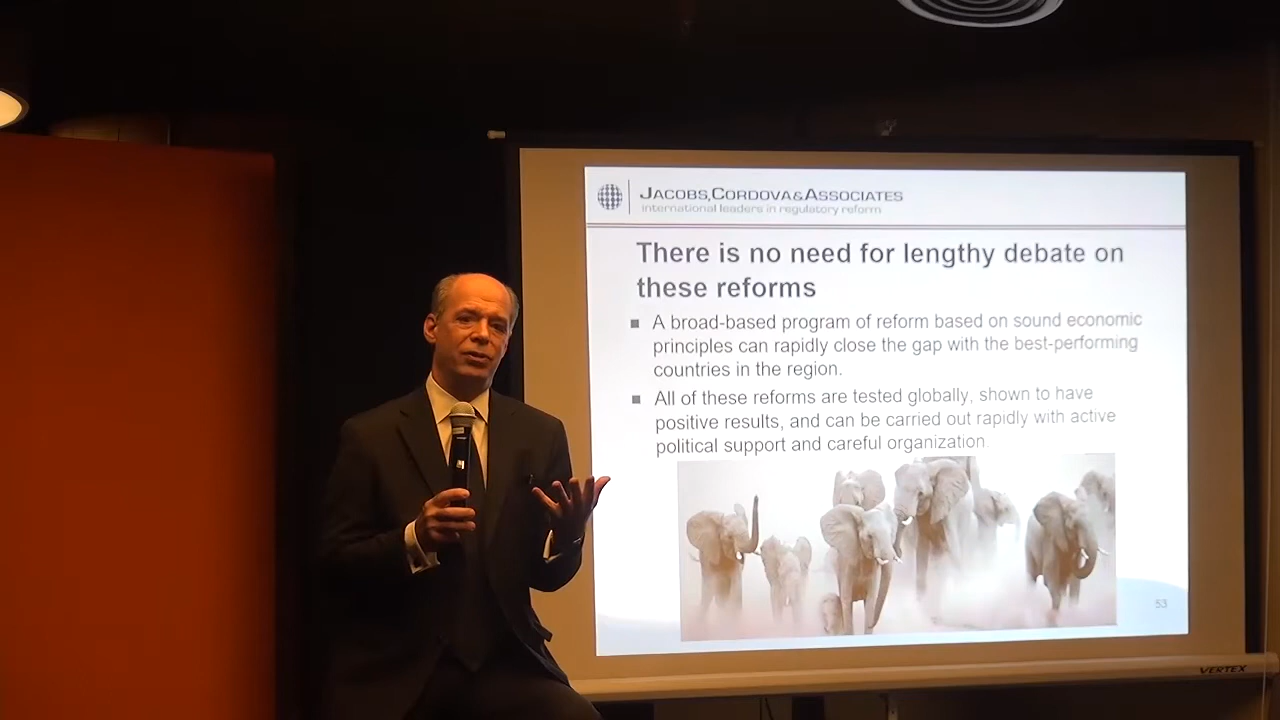 JACOBS, CORDOVA & ASSOCIATES
international leaders in regulatory reform
There is no need for lengthy debate on
these reforms
A broad-based program of reform based on sound economic
principles can rapidly close the gap with the best-performing
countries in the region.
All of these reforms are tested globally, shown to have
positive results, and can be carried out rapidly with active
political support and careful organization.
53
VERTEX